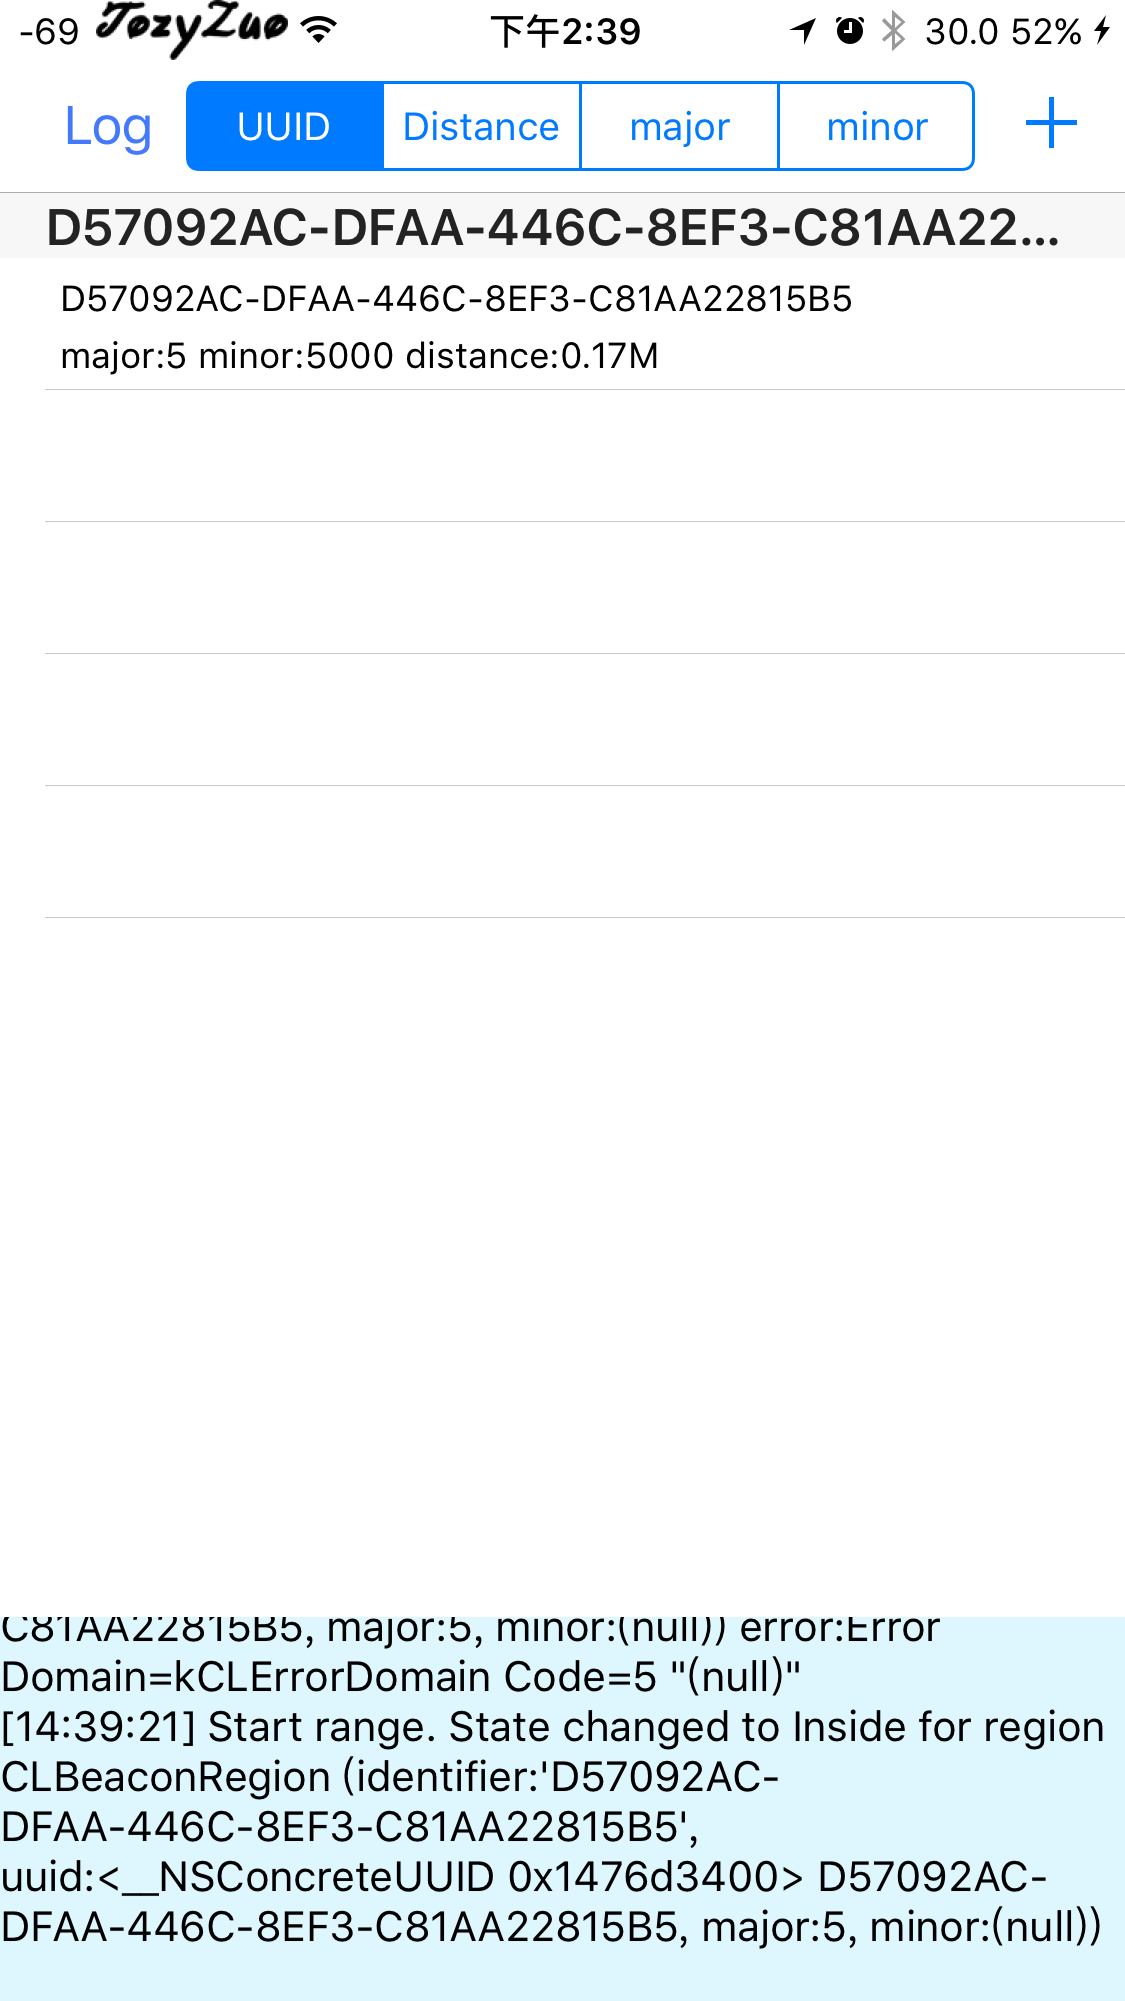 -69 JozyZuo 下午2:39 30.0 52%
Log UUID Distance major minor
D57092AC-DFAA-446C-8EF3-C81AA22...
D57092AC-DFAA-446C-8EF3-C81AA22815B5
major:5 minor:5000 distance:0.17M
C81AA22815B5, major:5, minor:(null)) error:Error
Domain=kCLErrorDomain Code=5 "(null)"
[14:39:21] Start range. State changed to Inside for region
CLBeaconRegion (identifier:'D57092AC-
DFAA-446C-8EF3-C81AA22815B5',
uuid:<__NSConcreteUUID 0x1476d3400> D57092AC-
DFAA-446C-8EF3-C81AA22815B5, major:5, minor:(null))